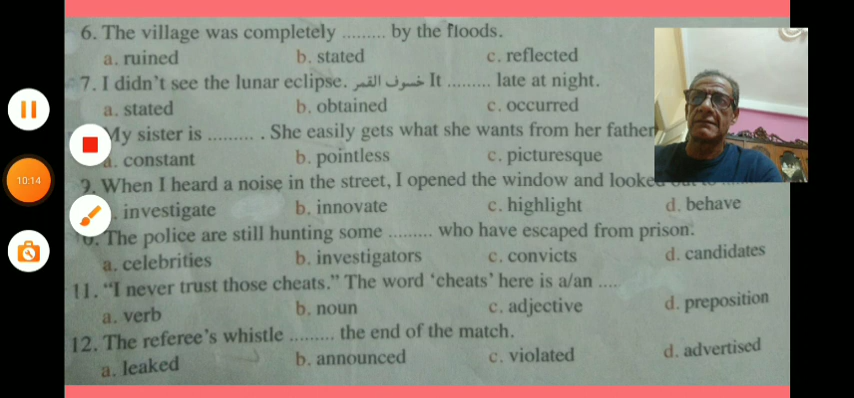 6. The village was completely ......... by the floods.
a. ruined b. stated c. reflected
7. I didn't see the lunar eclipse. خسوف القمر It ......... late at night.
a. stated b. obtained c. occurred
My sister is ......... . She easily gets what she wants from her father
a. constant b. pointless c. picturesque
9. When I heard a noise in the street, I opened the window and looked
. investigate b. innovate c. highlight d. behave
10:14
The police are still hunting some ......... who have escaped from prison.
a. celebrities b. investigators c. convicts d. candidates
11. “I never trust those cheats.” The word ‘cheats’ here is a/an ....
a. verb b. noun c. adjective d. preposition
12. The referee's whistle ......... the end of the match.
a. leaked b. announced c. violated d. advertised